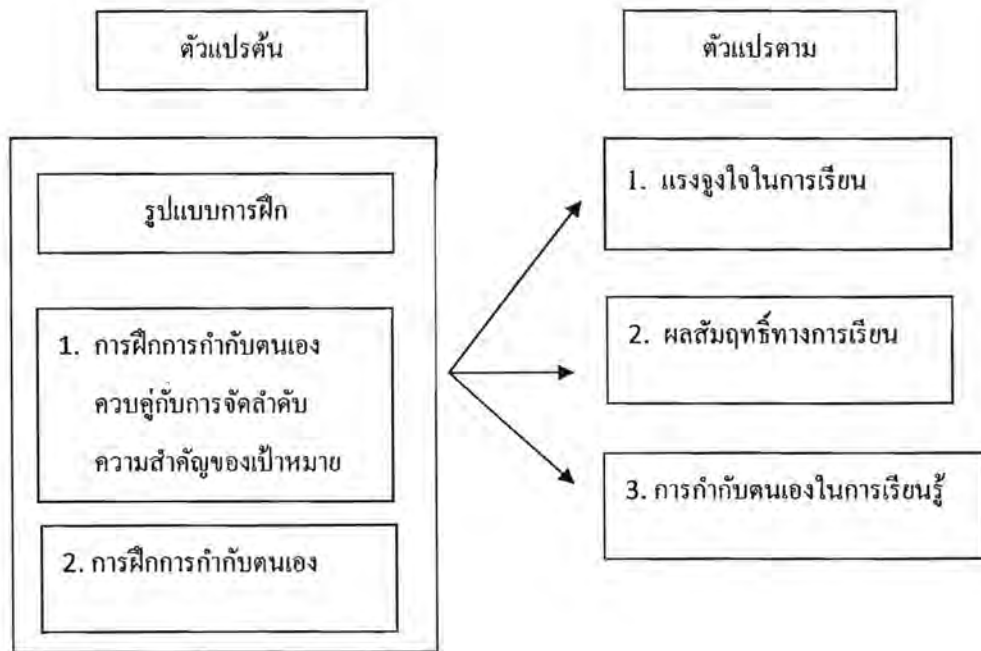 ตัวแปรต้น
ตัวแปรตาม
รูปแบบการฝึก
1. การฝึกการกำกับตนเอง
ควบคู่กับการจัดลำดับ
ความสำคัญของเป้าหมาย
2. การฝึกการกำกับตนเอง
1. แรงจูงใจในการเรียน
2. ผลสัมฤทธิ์ทางการเรียน
3. การกำกับตนเองในการเรียนรู้